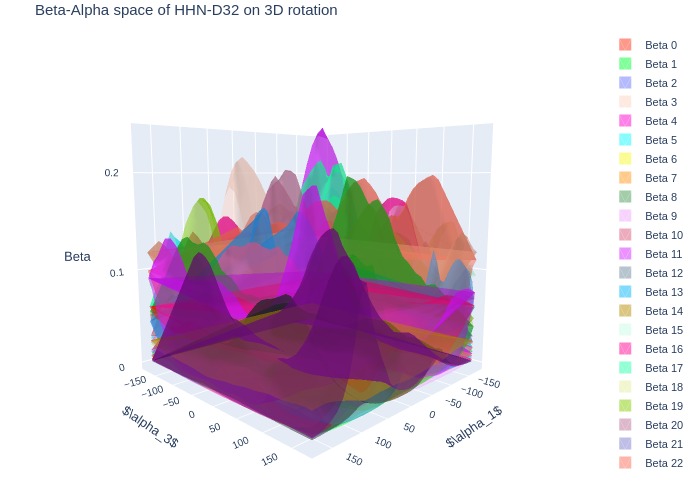 Beta-Alpha space of HHN-D32 on 3D rotation
Beta 0
Beta 1
Beta 2
Beta 3
Beta 4
Beta 5
Beta 6
Beta 7
Beta 8
Beta 9
Beta 10
Beta 11
Beta 12
Beta 13
Beta 14
Beta 15
Beta 16
Beta 17
Beta 18
Beta 19
Beta 20
Beta 21
Beta 22
0.2
Beta
0.1
0
−150
−100
−50
0
50
100
150
$\alpha_3$
−150
−100
−50
0
50
100
150
$\alpha_1$